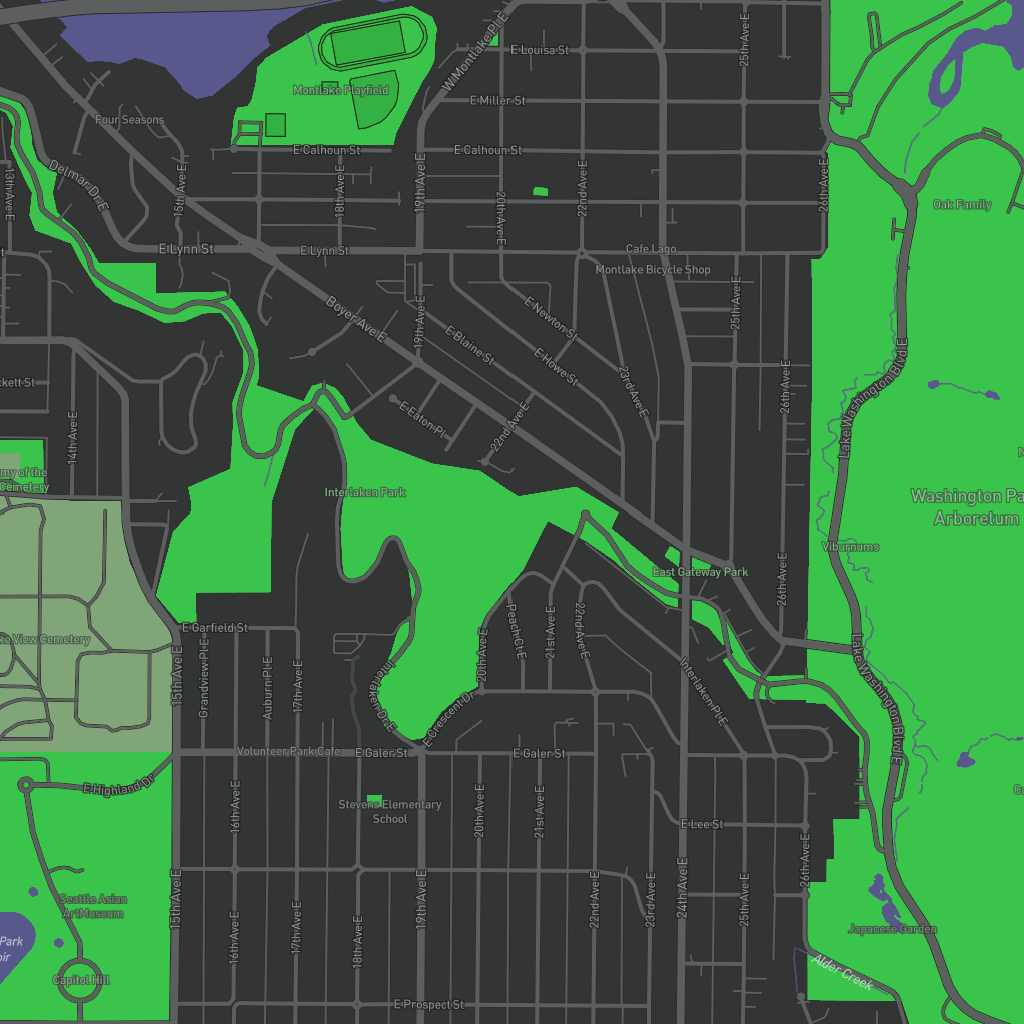 25th Ave E
E Louisa St
W Montlake Pl E
Montlake Playfield
E Miller St
Four Seasons
E Calhoun St
E Calhoun St
Delmar Dr E
13th Ave E
15th Ave E
18th Ave E
19th Ave E
20th Ave E
22nd Ave E
26th Ave E
Oak Family
E Lynn St
E Lynn St
Cafe Lago
Montlake Bicycle Shop
Boyer Ave E
19th Ave E
E Newton St
25th Ave E
E Blaine St
E Howe St
Lake Washington Blvd E
23rd Ave E
26th Ave E
ckett St
14th Ave E
E Eaton Pl
22nd Ave E
my of the
Cemetery
Interlaken Park
Washington Pa
Arboretum
Viburnums
East Gateway Park
26th Ave E
E Garfield St
ke View Cemetery
Peach Ct E
21st Ave E
22nd Ave E
15th Ave E
Grandview Pl E
Auburn Pl E
17th Ave E
Interlaken Dr E
20th Ave E
Interlaken Pl E
Lake Washington Blvd E
E Crescent Dr
Volunteer Park Cafe
E Galer St
E Galer St
E Highland Dr
16th Ave E
Stevens Elementary
School
20th Ave E
21st Ave E
E Lee St
Ca
15th Ave E
19th Ave E
24th Ave E
26th Ave E
Seattle Asian
ArtMuseum
16th Ave E
17th Ave E
18th Ave E
22nd Ave E
23rd Ave E
25th Ave E
Japanese Garden
Park
oir
Capitol Hill
Alder Creek
E Prospect St